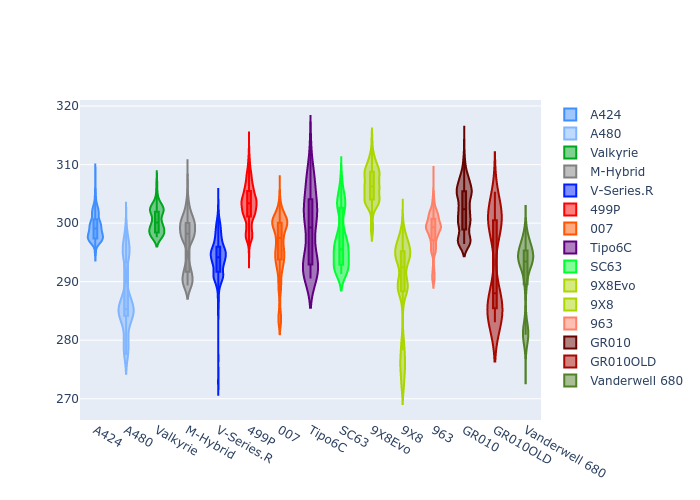 320
310
300
290
280
270
A424
A480
Valkyrie
M-Hybrid
V-Series.R
499P
007
Tipo6C
SC63
9X8Evo
9X8
963
GR010
GR010OLD
Vanderwell 680
A424
A480
Valkyrie
M-Hybrid
V-Series.R
499P
007
Tipo6C
SC63
9X8Evo
9X8
963
GR010
GR010OLD
Vanderwell 680